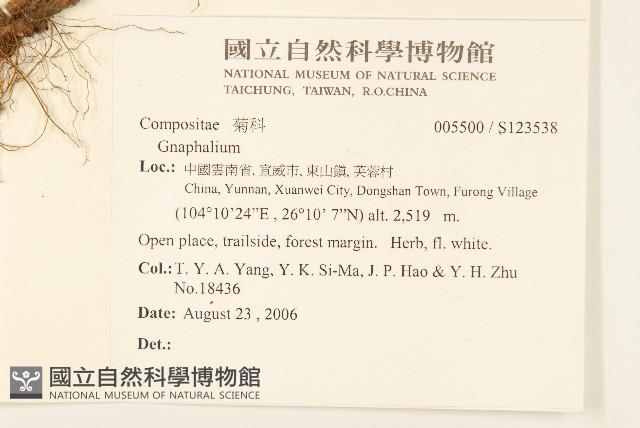 國立自然科學博物館
NATIONAL MUSEUM OF NATURAL SCIENCE
TAICHUNG, TAIWAN, R.O.CHINA
Compositae 菊科 005500 / S123538
Gnaphalium
Loc.: 中國雲南省, 宣威市, 東山鎮, 芙蓉村
China, Yunnan, Xuanwei City, Dongshan Town, Furong Village
(104°10'24"E , 26°10' 7"N) alt. 2,519 m.
Open place, trailside, forest margin. Herb, fl. white.
Col.: T. Y. A. Yang, Y. K. Si-Ma, J. P. Hao & Y. H. Zhu
No.18436
Date: August 23 , 2006
Det.:
國立自然科學博物館
NATIONAL MUSEUM OF NATURAL SCIENCE